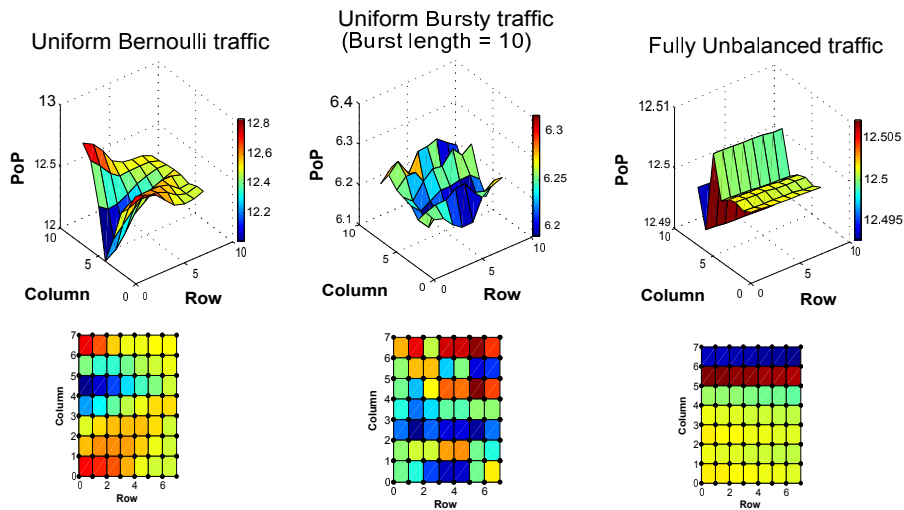 Uniform Bernoulli traffic
Uniform Bursty traffic
(Burst length = 10)
Fully Unbalanced traffic
13
12.5
12
PoP
10
5
0
Column
0
5
10
Row
12.8
12.6
12.4
12.2
6.4
6.3
6.2
6.1
PoP
10
5
0
Column
0
5
10
Row
6.3
6.25
6.2
12.51
12.5
12.49
PoP
10
5
0
Column
0
5
10
Row
12.505
12.5
12.495
7
6
5
4
3
2
1
0
Column
0 2 4 6
Row
7
6
5
4
3
2
1
0
Column
0 2 4 6
Row
7
6
5
4
3
2
1
0
Column
0 2 4 6
Row